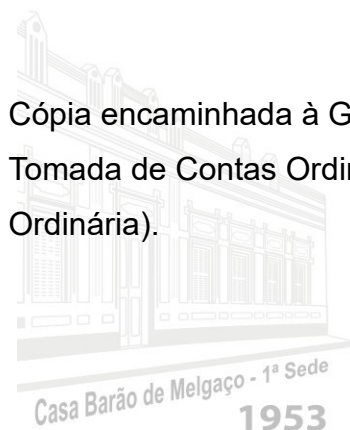 Cópia encaminhada à G
Tomada de Contas Ordi
Ordinária).
Casa Barão de Melgaço - 1ª Sede
1953